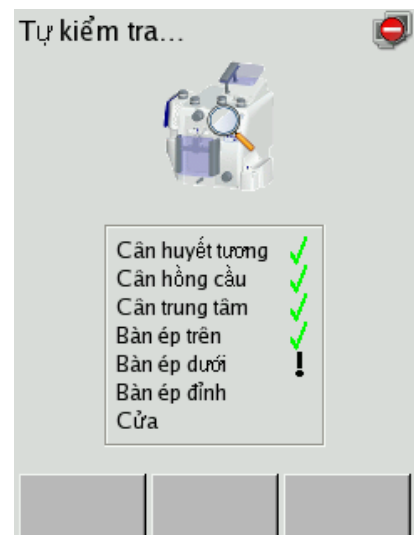 Tự kiểm tra...
Cân huyết tương
Cân hồng cầu
Cân trung tâm
Bàn ép trên
Bàn ép dưới
Bàn ép đỉnh
Cửa